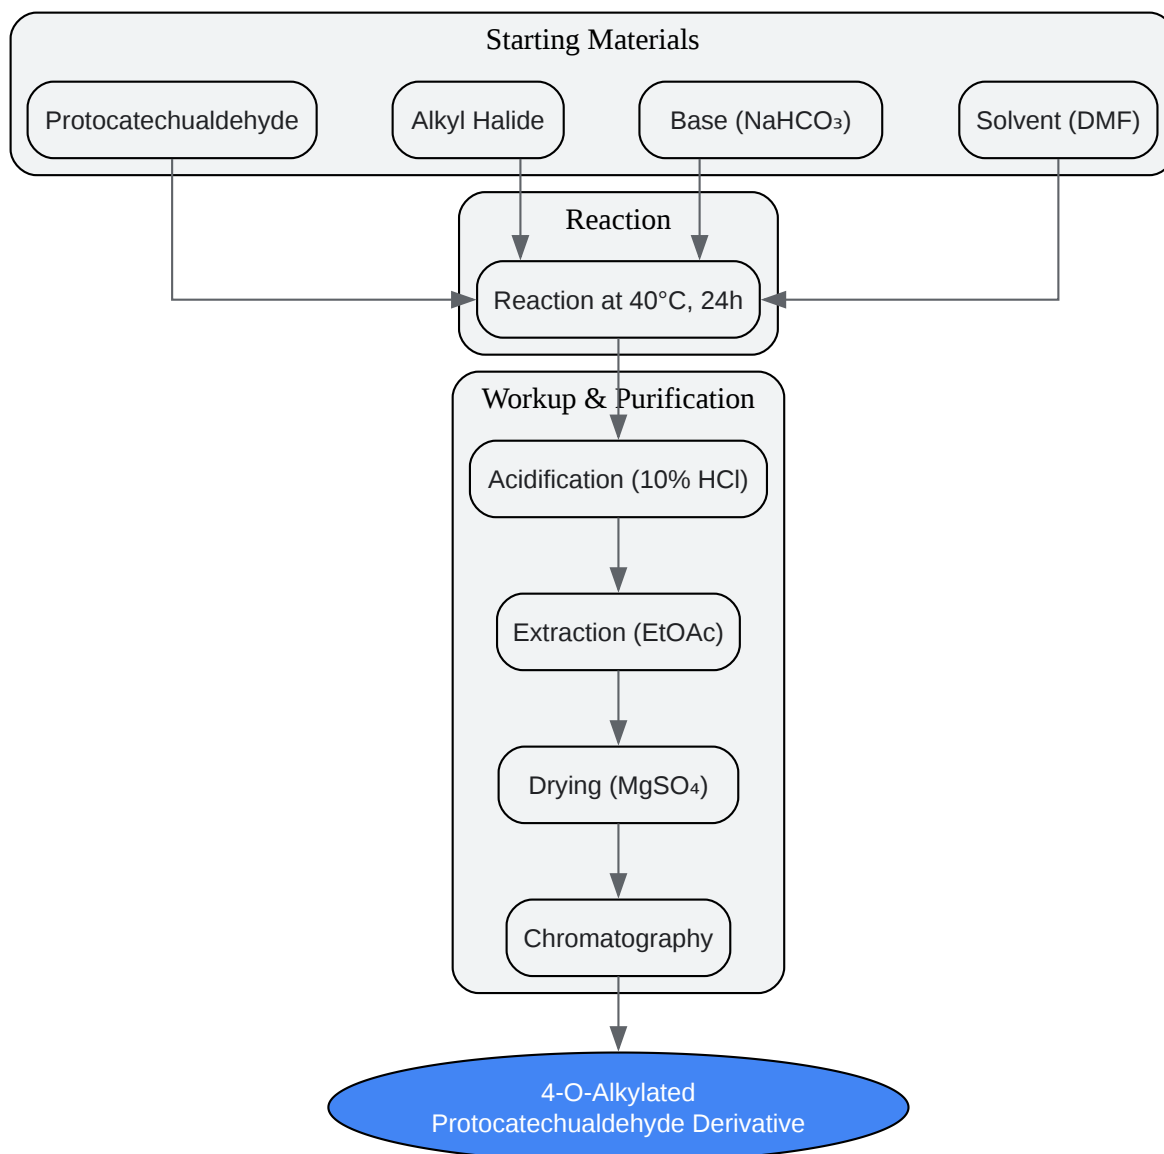 Starting Materials
Protocatechualdehyde
Alkyl Halide
Base (NaHCO₃)
Solvent (DMF)
Reaction
Reaction at 40°C, 24h
Workup & Purification
Acidification (10% HCl)
Extraction (EtOAc)
Drying (MgSO₄)
Chromatography
4-O-Alkylated
Protocatechualdehyde Derivative